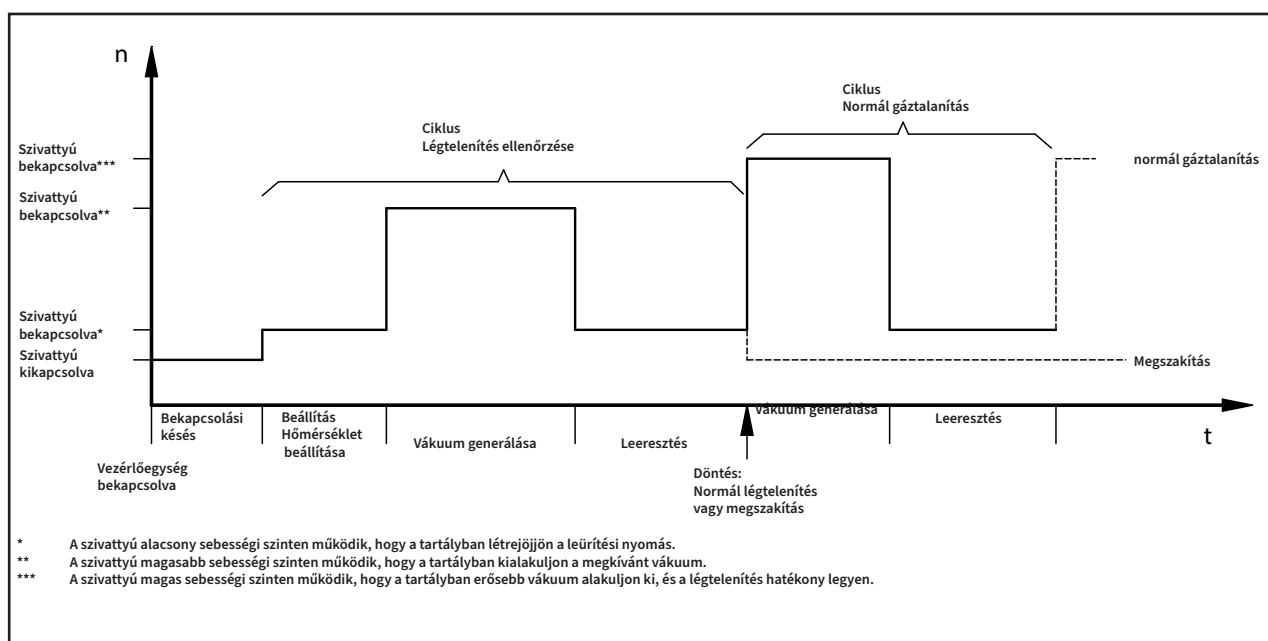 n
Ciklus
Normál gáztalanítás
Ciklus
Légtelenítés ellenőrzése
Szivattyú
bekapcsolva***
normál gáztalanítás
Szivattyú
bekapcsolva**
Szivattyú
bekapcsolva*
Szivattyú
kikapcsolva
Megszakítás
Bekapcsolási
késés
Beállítás
Hőmérséklet
beállítása
Vákuum generálása
Leeresztés
Vákuum generálása
Leeresztés
t
Vezérlőegység
bekapcsolva
Döntés:
Normál légtelenítés
vagy megszakítás
* A szivattyú alacsony sebességi szinten működik, hogy a tartályban létrejöjjön a leürítési nyomás.
** A szivattyú magasabb sebességi szinten működik, hogy a tartályban kialakuljon a megkívánt vákuum.
*** A szivattyú magas sebességi szinten működik, hogy a tartályban erősebb vákuum alakuljon ki, és a légtelenítés hatékony legyen.